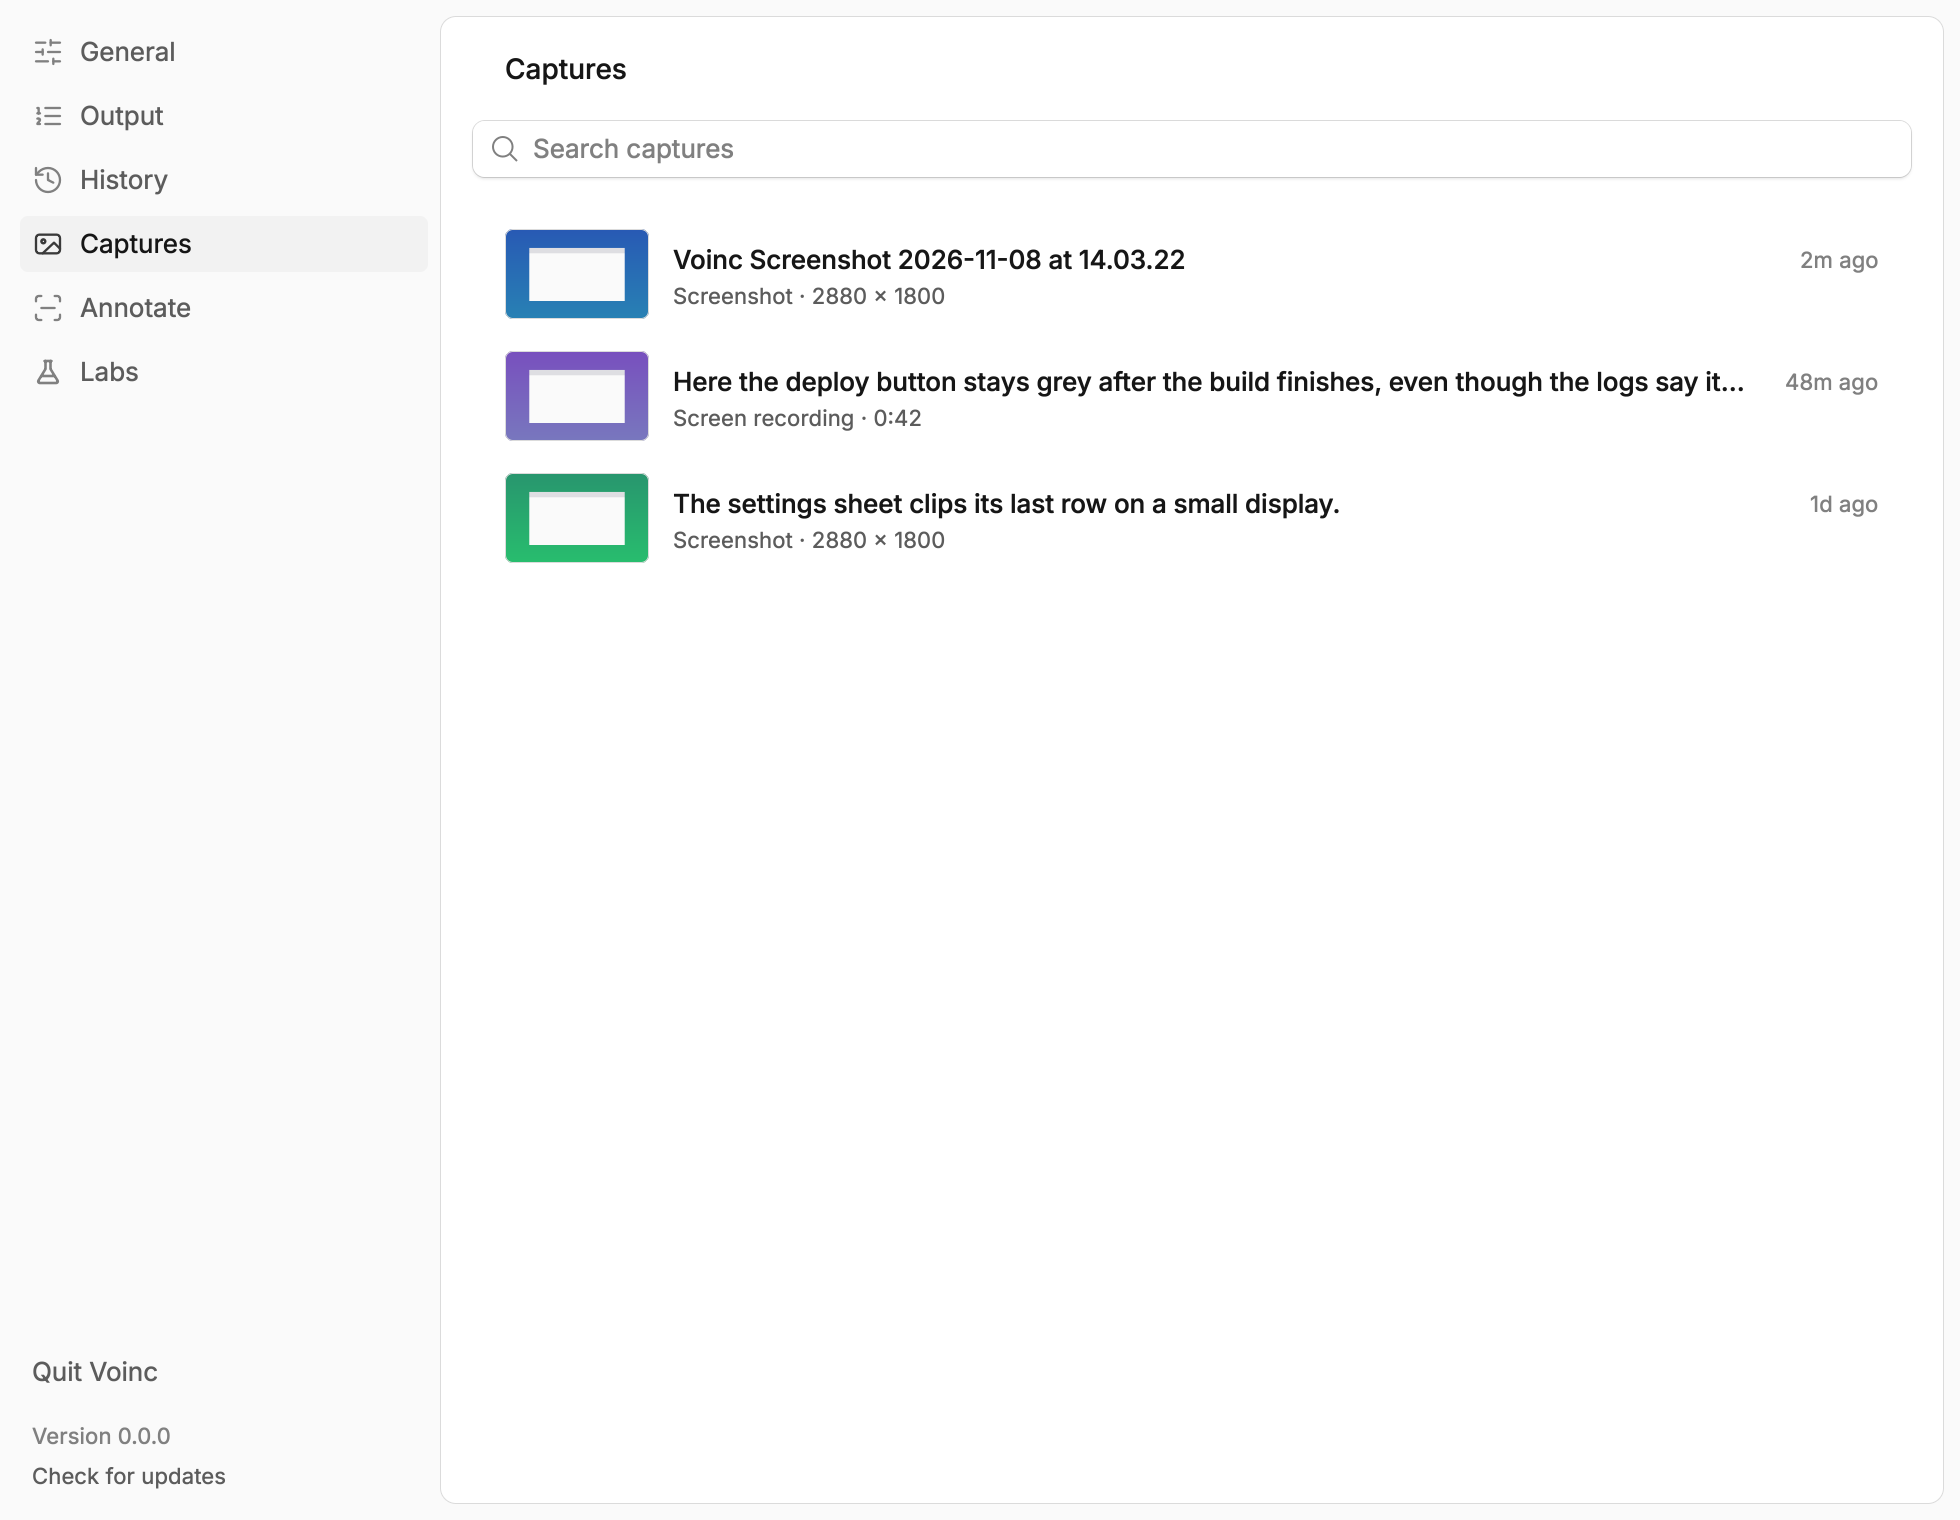 General
Output
History
Captures
Annotate
Labs
Quit Voinc
Version 0.0.0
Check for updates
Captures
Search captures
Voinc Screenshot 2026-11-08 at 14.03.22
2m ago
Screenshot · 2880 × 1800
Here the deploy button stays grey after the build finishes, even though the logs say it...
48m ago
Screen recording · 0:42
The settings sheet clips its last row on a small display.
1d ago
Screenshot · 2880 × 1800